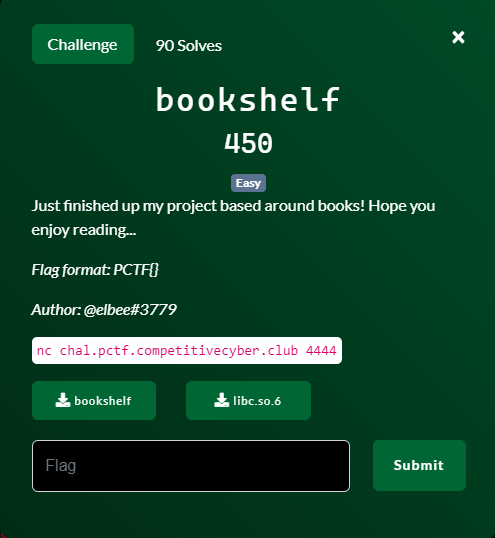 Challenge 90 Solves ×
bookshelf
450
Easy
Just finished up my project based around books! Hope you
enjoy reading...
Flag format: PCTF{}
Author: @elbee#3779
nc chal.pctf.competitivecyber.club 4444
bookshelf libc.so.6
Flag Submit